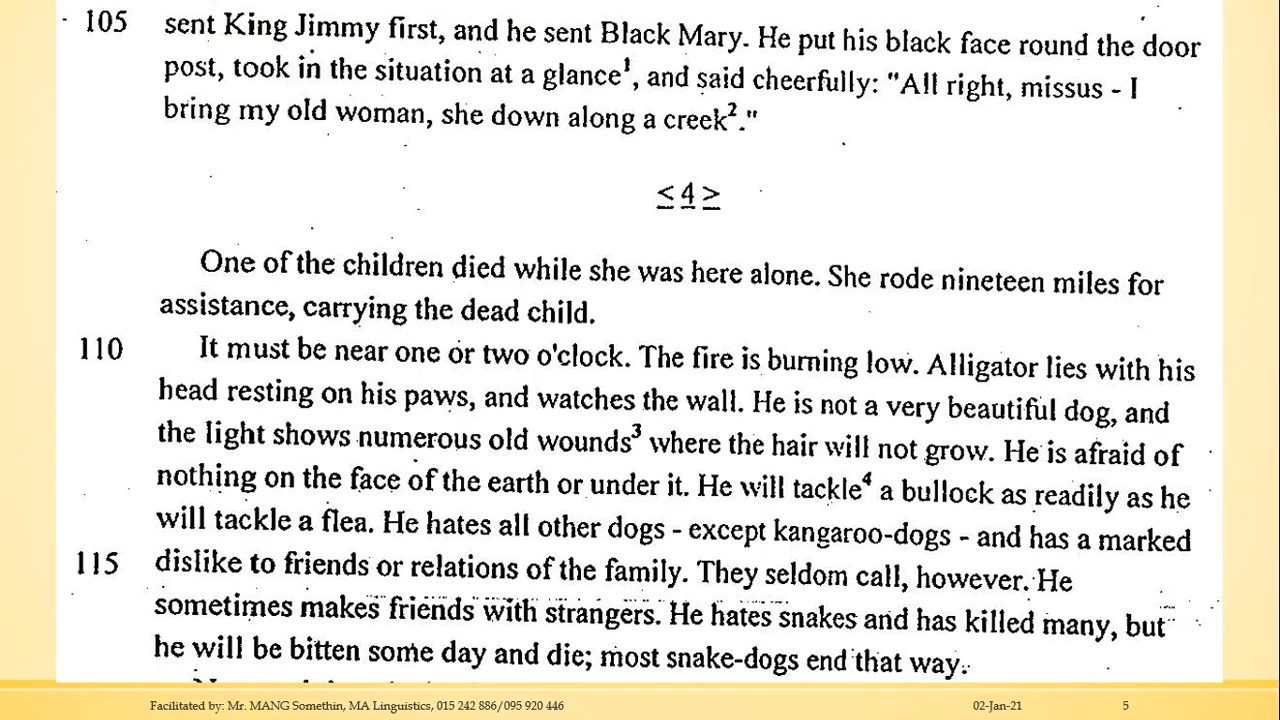 105 sent King Jimmy first, and he sent Black Mary. He put his black face round the door
post, took in the situation at a glance¹, and said cheerfully: "All right, missus - I
bring my old woman, she down along a creek²."
<4>
One of the children died while she was here alone. She rode nineteen miles for
assistance, carrying the dead child.
110 It must be near one or two o'clock. The fire is burning low. Alligator lies with his
head resting on his paws, and watches the wall. He is not a very beautiful dog, and
the light shows numerous old wounds³ where the hair will not grow. He is afraid of
nothing on the face of the earth or under it. He will tackle⁴ a bullock as readily as he
will tackle a flea. He hates all other dogs - except kangaroo-dogs - and has a marked
115 dislike to friends or relations of the family. They seldom call, however. He
sometimes makes friends with strangers. He hates snakes and has killed many, but
he will be bitten some day and die; most snake-dogs end that way.
Facilitated by: Mr. MANG Somethin, MA Linguistics, 015 242 886/095 920 446 02-Jan-21 5